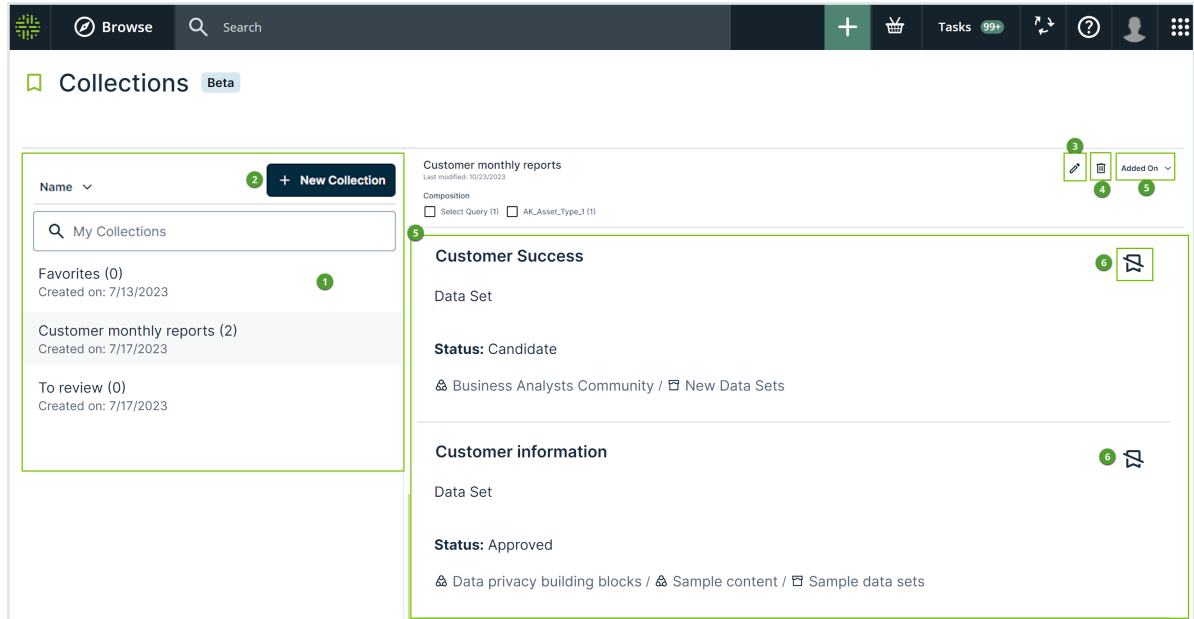 Browse
Search
Tasks 99+
Collections Beta
Name
2
+ New Collection
My Collections
Favorites (0)
Created on: 7/13/2023
1
Customer monthly reports (2)
Created on: 7/17/2023
To review (0)
Created on: 7/17/2023
Customer monthly reports
Last modified: 10/23/2023
3
4
Added On
5
Composition
Select Query (1) AK_Asset_Type_1 (1)
5
Customer Success
6
Data Set
Status: Candidate
Business Analysts Community / New Data Sets
Customer information
6
Data Set
Status: Approved
Data privacy building blocks / Sample content / Sample data sets